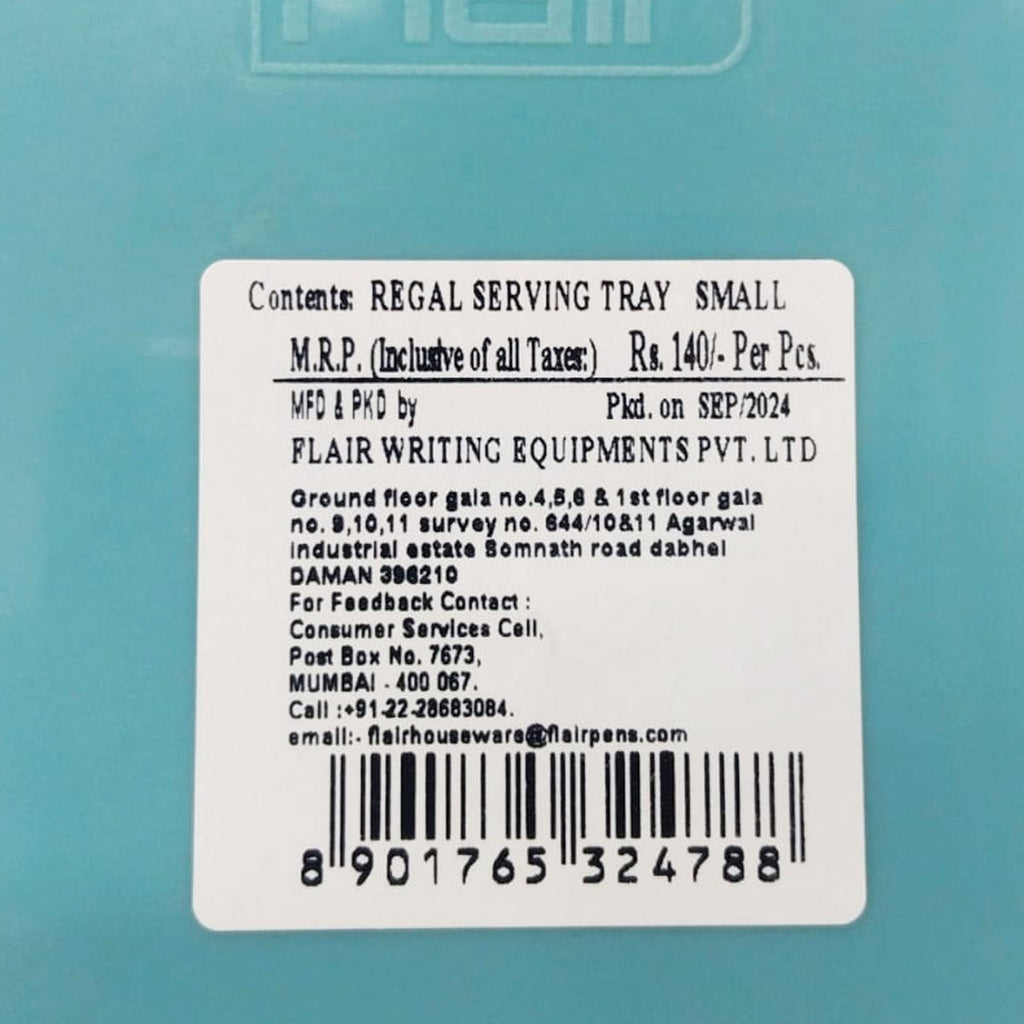 Flair
Contents: REGAL SERVING TRAY SMALL
M.R.P. (Inclusive of all Taxes:) Rs. 140/- Per Pcs.
MFD & PKD by Pkd. on SEP/2024
FLAIR WRITING EQUIPMENTS PVT. LTD
Ground floor gala no.4,5,6 & 1st floor gala
no. 9,10,11 survey no. 644/10&11 Agarwal
industrial estate Somnath road dabhel
DAMAN 396210
For Feedback Contact :
Consumer Services Cell,
Post Box No. 7673,
MUMBAI - 400 067.
Call :+91-22-28683084.
email:- flairhouseware@flairpens.com
8 901765 324788